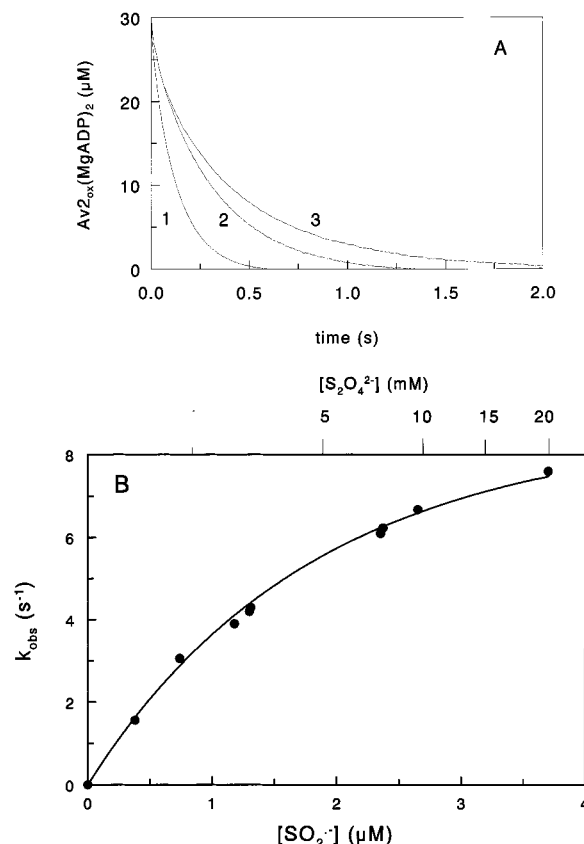 A
30
20
10
0
Av2ₒₓ(MgADP)₂ (µM)
1
2
3
0.0 0.5 1.0 1.5 2.0
time (s)
[S₂O₄²⁻] (mM)
5 10 15 20
B
8
6
4
2
0
k_obs (s⁻¹)
0 1 2 3 4
[SO₂·⁻] (µM)